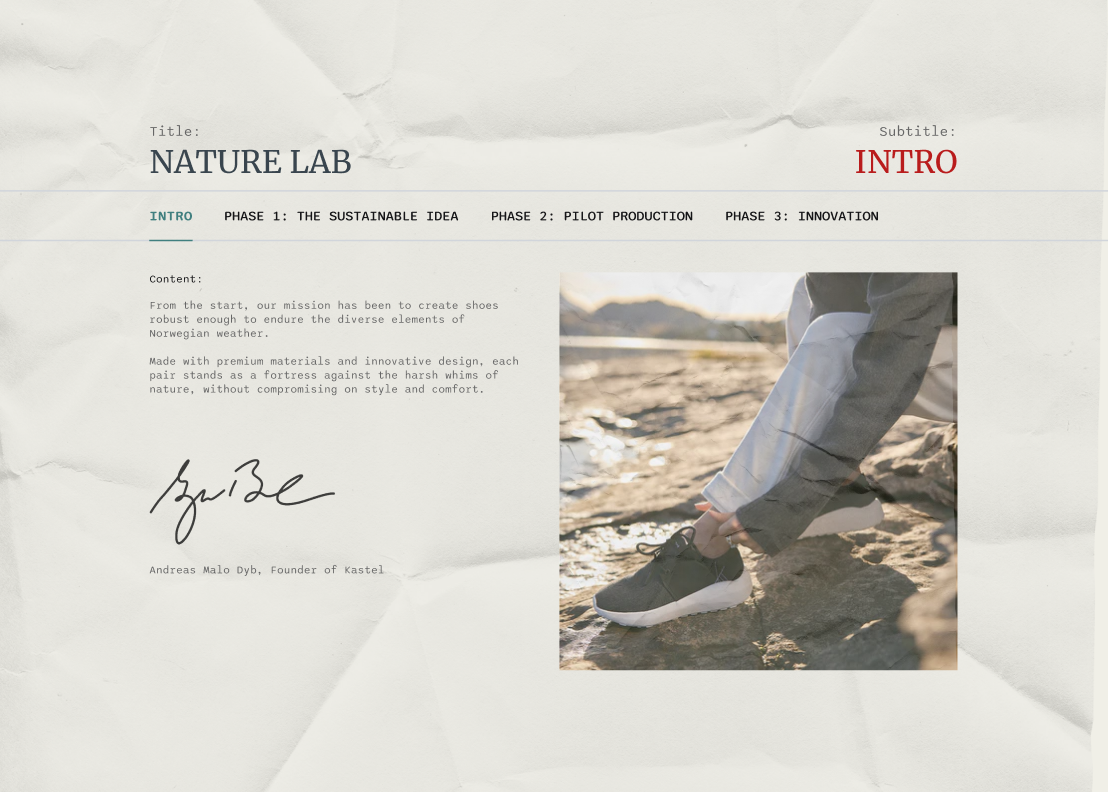 Title:
NATURE LAB
Subtitle:
INTRO
INTRO PHASE 1: THE SUSTAINABLE IDEA PHASE 2: PILOT PRODUCTION PHASE 3: INNOVATION
Content:
From the start, our mission has been to create shoes
robust enough to endure the diverse elements of
Norwegian weather.
Made with premium materials and innovative design, each
pair stands as a fortress against the harsh whims of
nature, without compromising on style and comfort.
Andreas Malo Dyb, Founder of Kastel